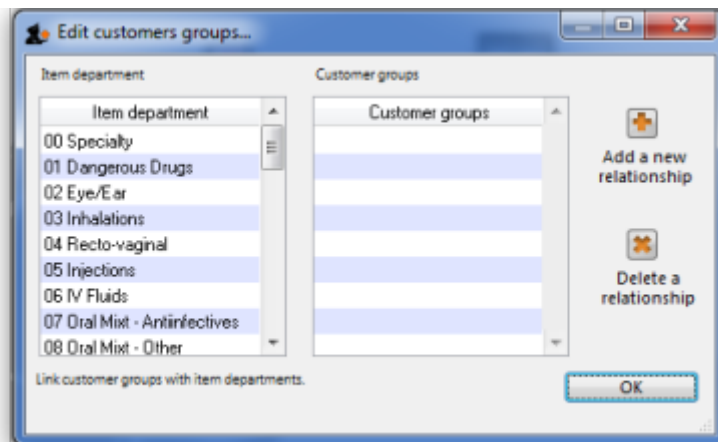 Edit customers groups...
Item department
Customer groups
Item department
Customer groups
00 Specialty
01 Dangerous Drugs
02 Eye/Ear
03 Inhalations
04 Recto-vaginal
05 Injections
06 IV Fluids
07 Oral Mixt - Antiinfectives
08 Oral Mixt - Other
Add a new
relationship
Delete a
relationship
Link customer groups with item departments.
OK